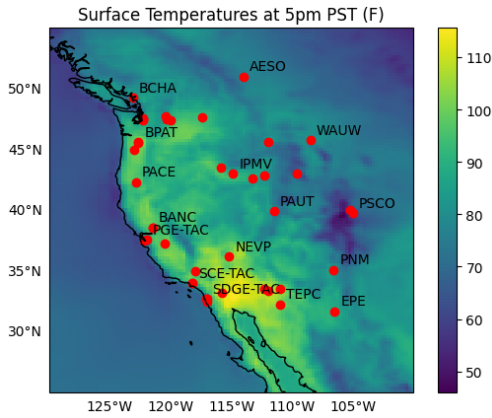 Surface Temperatures at 5pm PST (F)
AESO
BCHA
50°N
110
BPAT
WAUW
45°N
100
IPMV
PACE
90
40°N
PAUT
PSCO
BANC
PGE-TAC
80
NEVP
PNM
35°N
SCE-TAC
70
SDGE-TAC
TEPC
EPE
30°N
60
50
125°W 120°W 115°W 110°W 105°W